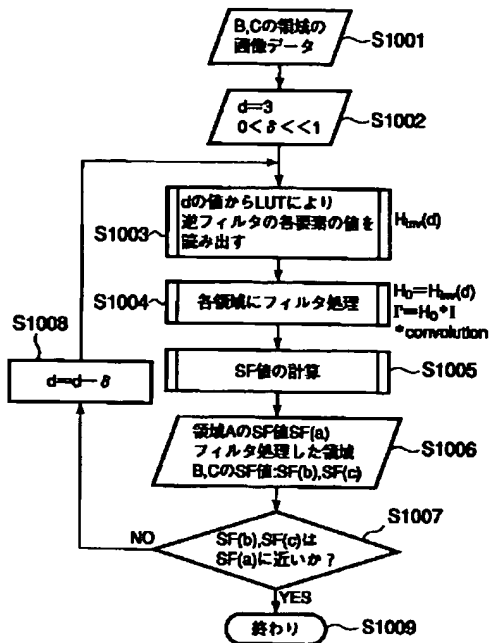 B,Cの領域の
画像データ
S1001
d=3
0<δ<<1
S1002
dの値からLUTにより
逆フィルタの各要素の値を
読み出す
S1003
Hinv(d)
各領域にフィルタ処理
S1004
H0=Hinv(d)
I'=H0*I
*convolution
S1008
d=d-δ
SF値の計算
S1005
領域AのSF値SF(a)
フィルタ処理した領域
B,CのSF値:SF(b),SF(c)
S1006
SF(b),SF(c)は
SF(a)に近いか?
S1007
NO
YES
終わり
S1009